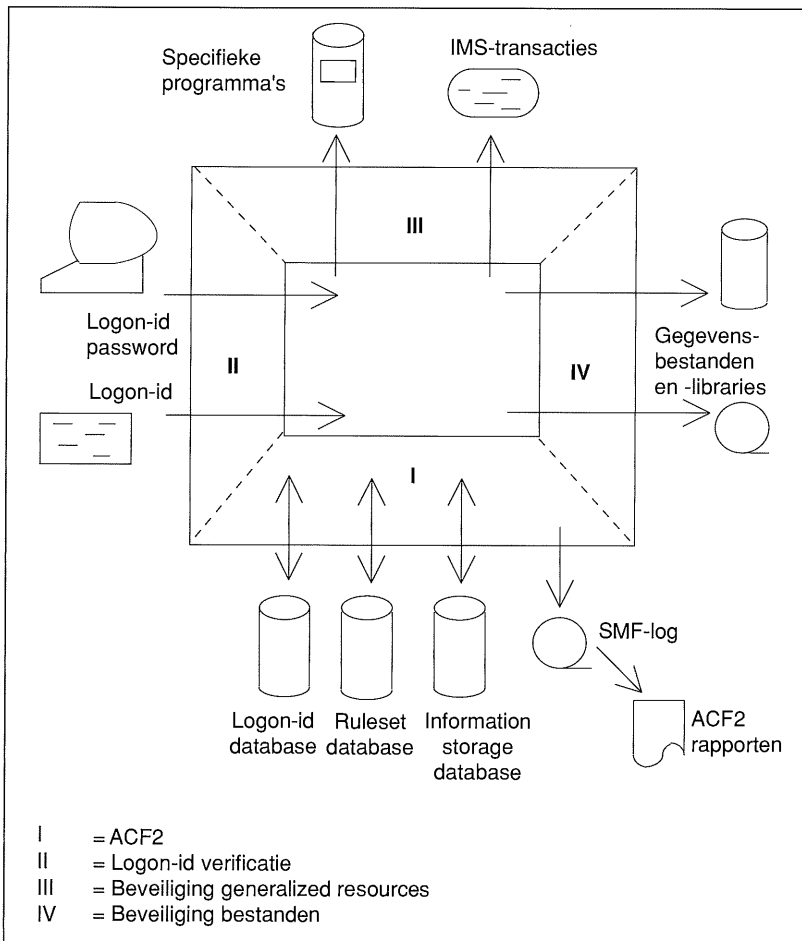 Specifieke
programma's
IMS-transacties
III
Logon-id
password
II
Logon-id
Gegevens-
bestanden
en -libraries
IV
I
SMF-log
Logon-id
database
Ruleset
database
Information
storage
database
ACF2
rapporten
I = ACF2
II = Logon-id verificatie
III = Beveiliging generalized resources
IV = Beveiliging bestanden